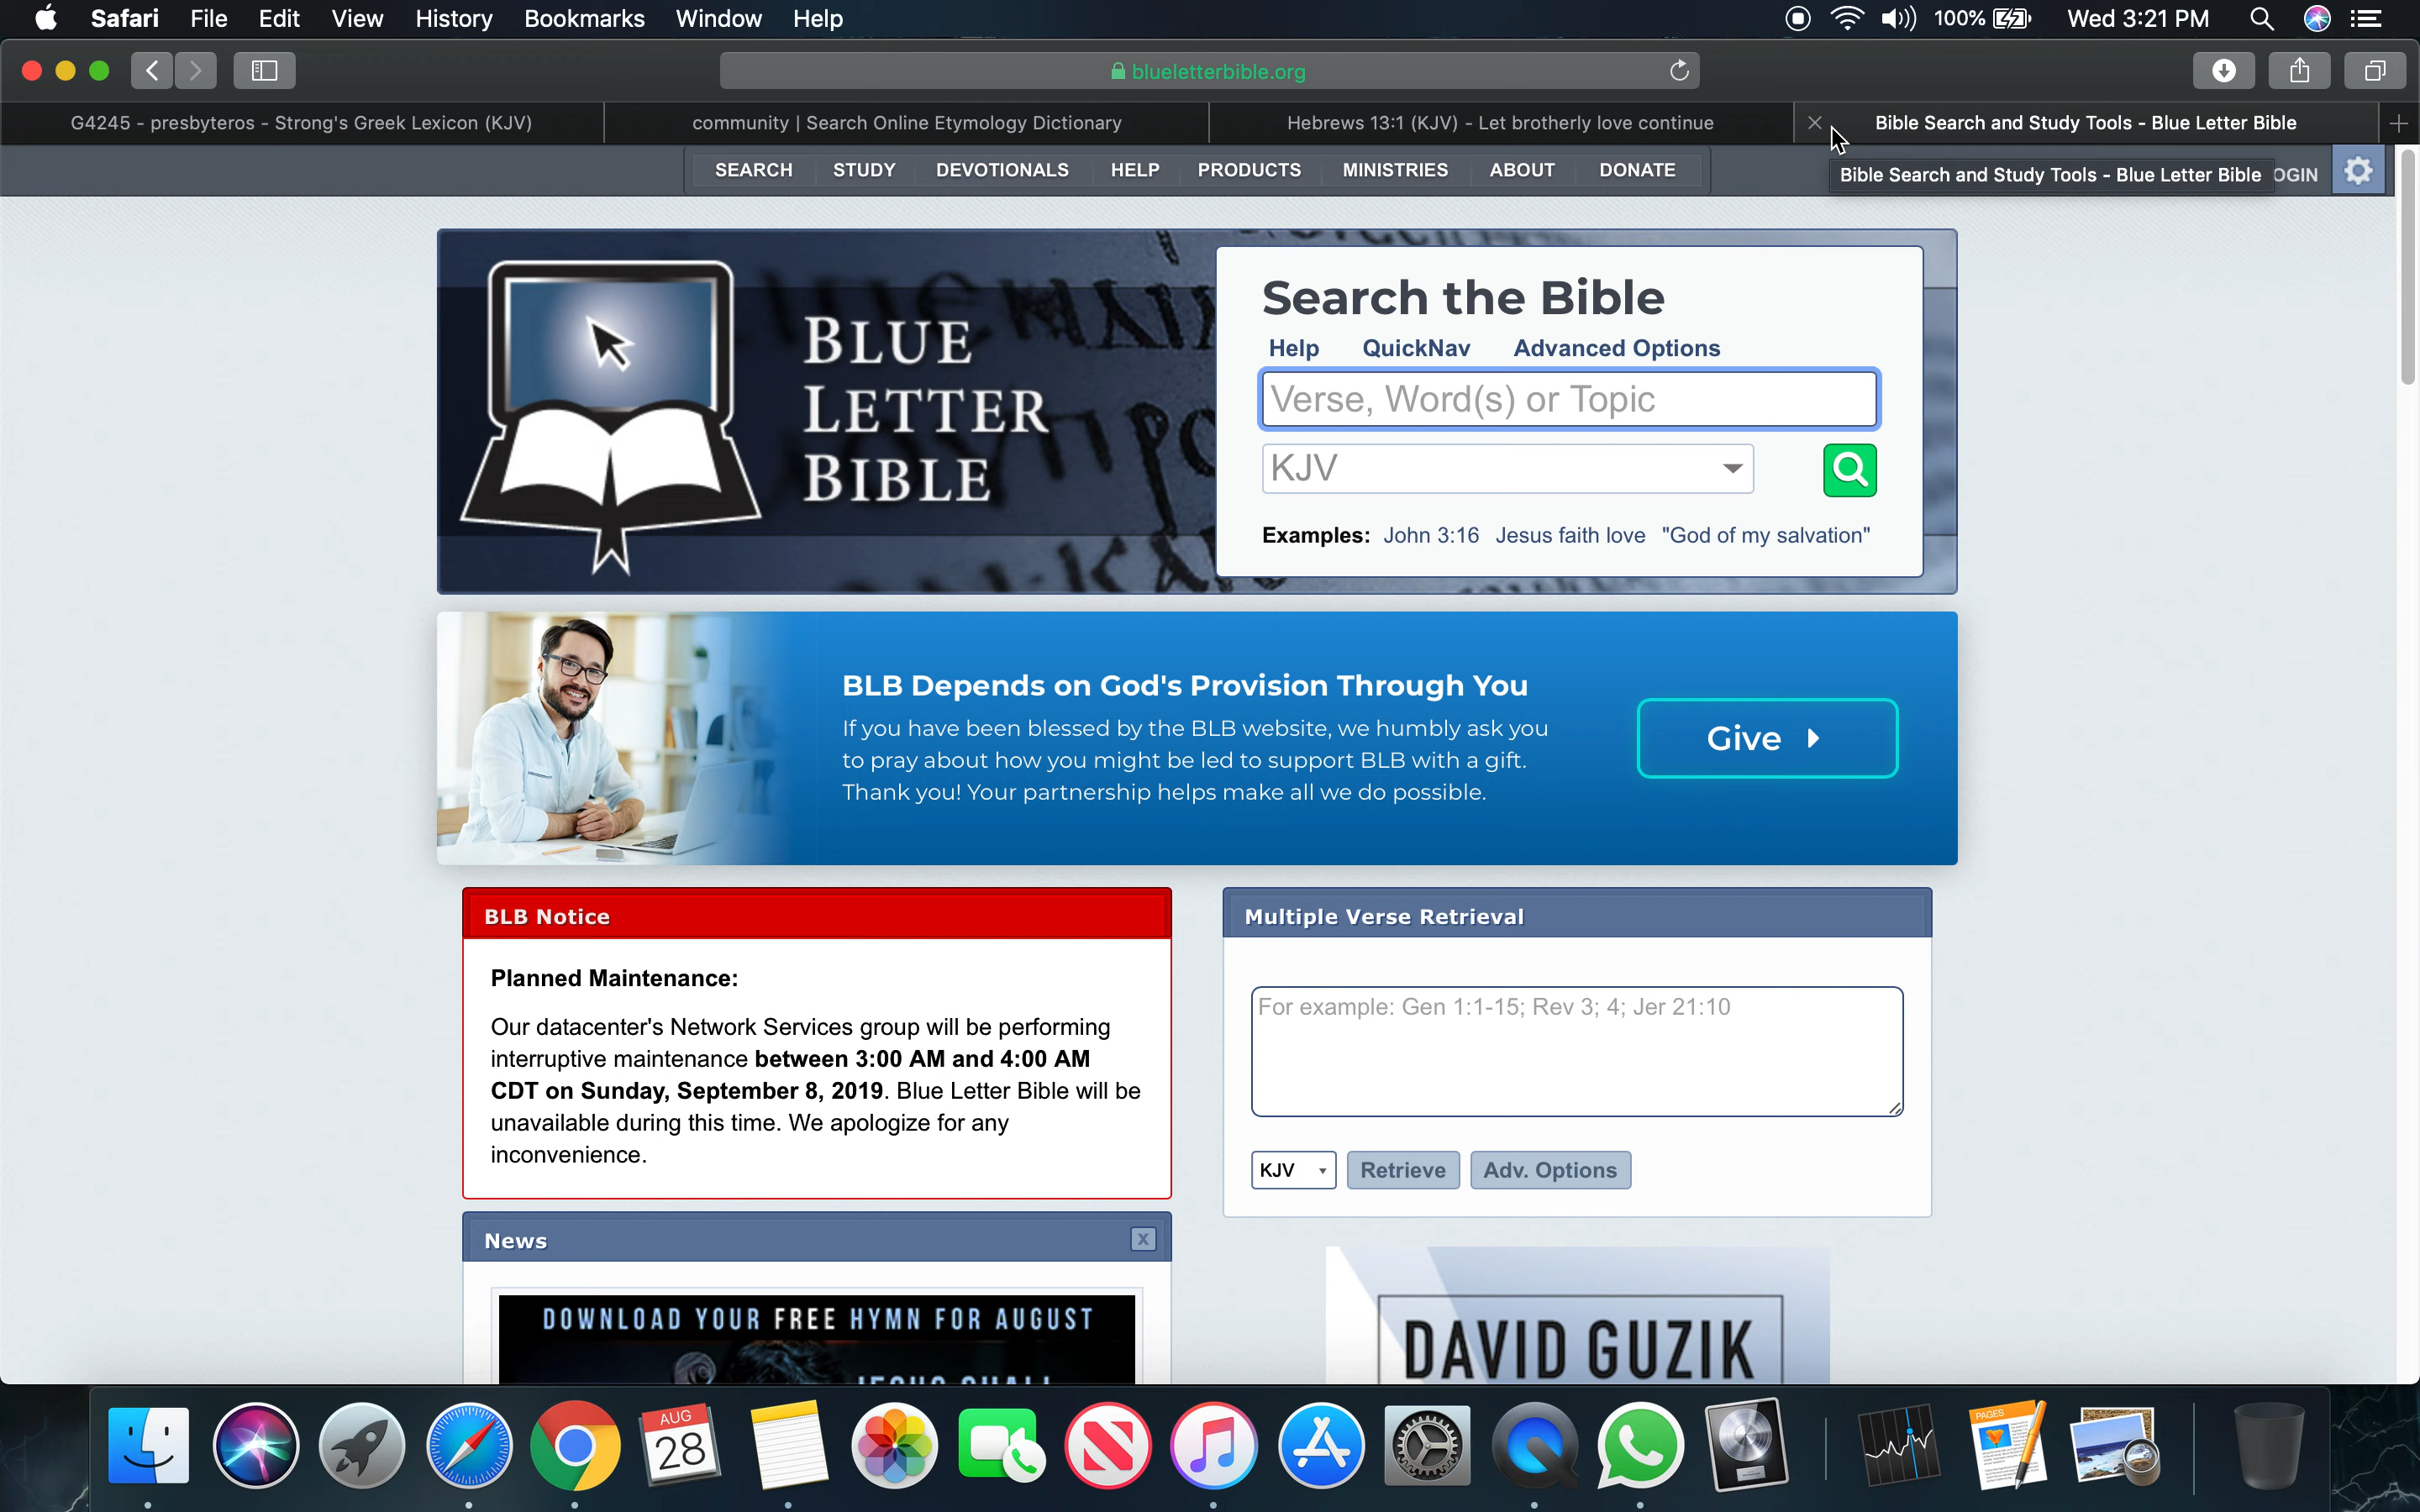 Safari File Edit View History Bookmarks Window Help 100% Wed 3:21 PM
blueletterbible.org
G4245 - presbyteros - Strong's Greek Lexicon (KJV) community | Search Online Etymology Dictionary Hebrews 13:1 (KJV) - Let brotherly love continue Bible Search and Study Tools - Blue Letter Bible
SEARCH STUDY DEVOTIONALS HELP PRODUCTS MINISTRIES ABOUT DONATE Bible Search and Study Tools - Blue Letter Bible OGIN
BLUE
LETTER
BIBLE
Search the Bible
Help QuickNav Advanced Options
Verse, Word(s) or Topic
KJV
Examples: John 3:16 Jesus faith love "God of my salvation"
BLB Depends on God's Provision Through You
If you have been blessed by the BLB website, we humbly ask you
to pray about how you might be led to support BLB with a gift.
Thank you! Your partnership helps make all we do possible.
Give
BLB Notice
Planned Maintenance:
Our datacenter's Network Services group will be performing
interruptive maintenance between 3:00 AM and 4:00 AM
CDT on Sunday, September 8, 2019. Blue Letter Bible will be
unavailable during this time. We apologize for any
inconvenience.
Multiple Verse Retrieval
For example: Gen 1:1-15; Rev 3; 4; Jer 21:10
KJV Retrieve Adv. Options
News x
DOWNLOAD YOUR FREE HYMN FOR AUGUST
DAVID GUZIK
AUG
28
PAGES